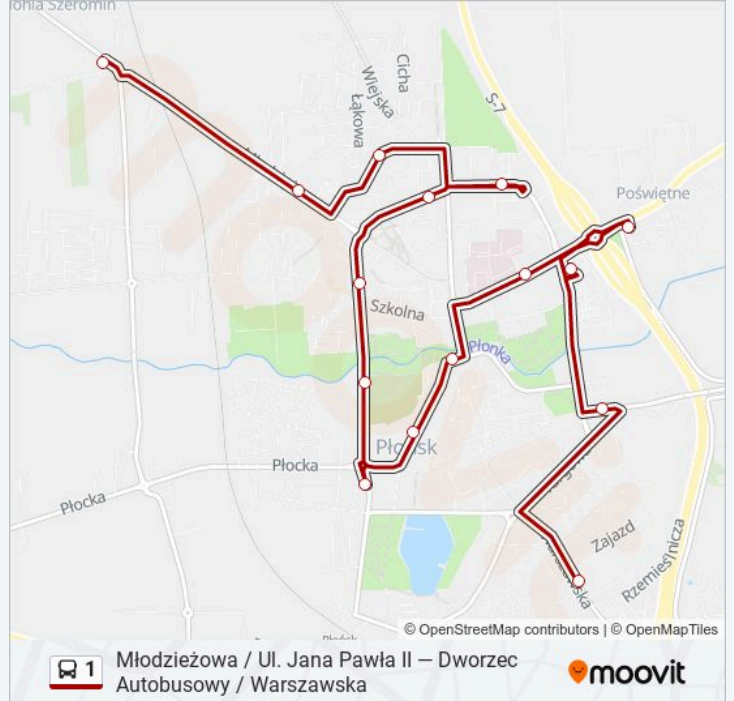 onia Szeromin
Cicha
Wiejska
Łąkowa
S-7
Poświętne
Szkolna
Płonka
Płońsk
Płocka
Płocka
Zajazd
Rzemieślnicza
© OpenStreetMap contributors | © OpenMapTiles
1
Młodzieżowa / Ul. Jana Pawła II — Dworzec
Autobusowy / Warszawska
moovit